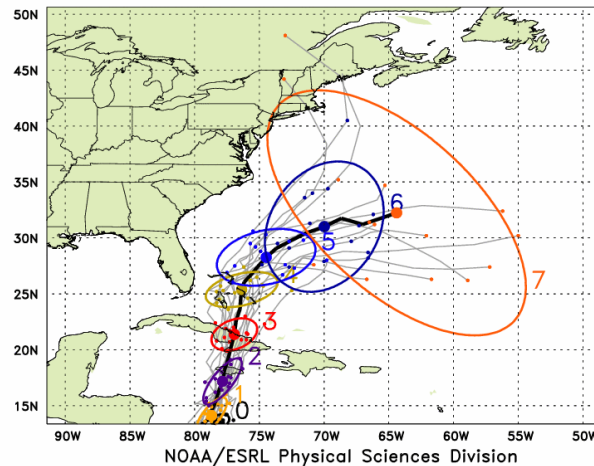 50N
45N
40N
35N
30N
25N
20N
15N
6
5
7
3
2
1
0
90W 85W 80W 75W 70W 65W 60W 55W 50W
NOAA/ESRL Physical Sciences Division